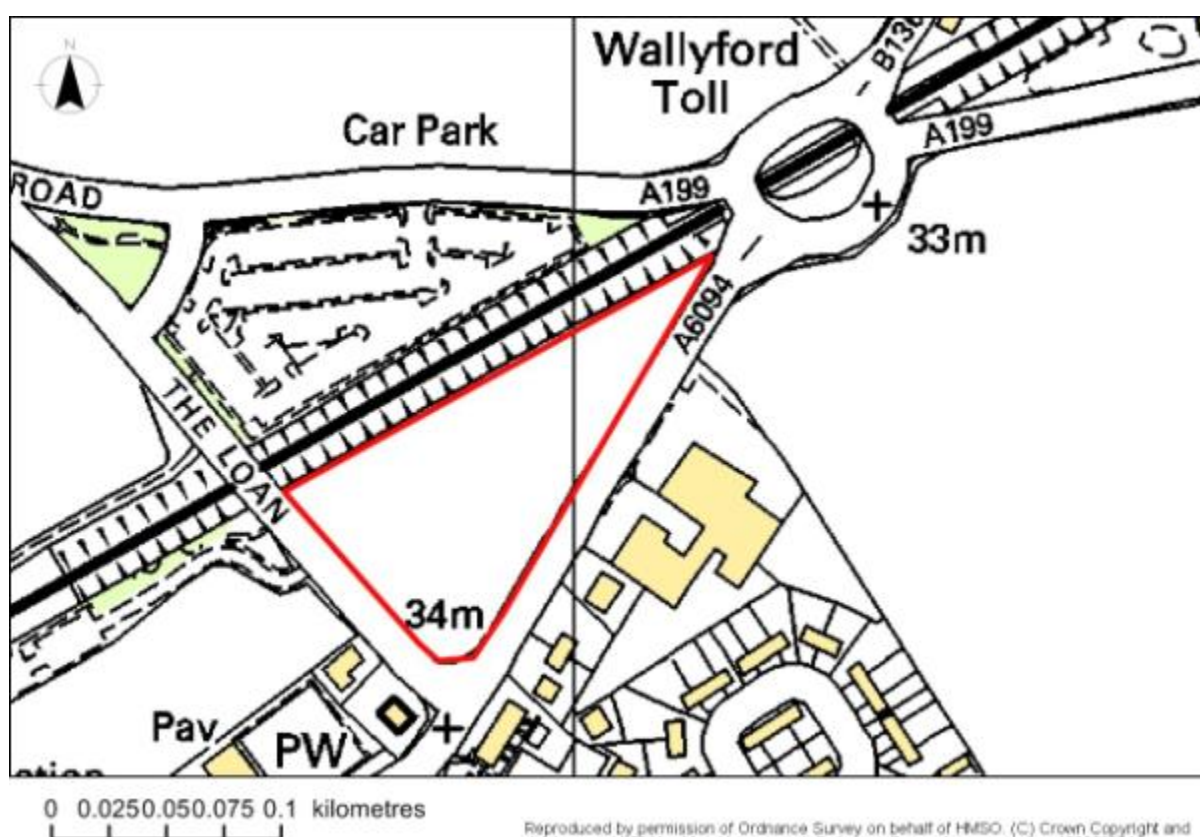 N
Wallyford
Toll
B136
Car Park
A199
ROAD
A199
33m
A6094
THE LOAN
34m
Pav
PW
0 0.0250.050.075 0.1 kilometres
Reproduced by permission of Ordnance Survey on behalf of HMSO. (C) Crown Copyright and